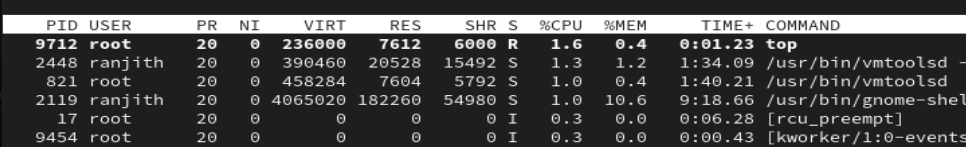 PID USER PR NI VIRT RES SHR S %CPU %MEM TIME+ COMMAND
9712 root 20 0 236000 7612 6000 R 1.6 0.4 0:01.23 top
2448 ranjith 20 0 390460 20528 15492 S 1.3 1.2 1:34.09 /usr/bin/vmtoolsd -
821 root 20 0 458284 7604 5792 S 1.0 0.4 1:40.21 /usr/bin/vmtoolsd
2119 ranjith 20 0 4065020 182260 54980 S 1.0 10.6 9:18.66 /usr/bin/gnome-shel
17 root 20 0 0 0 0 I 0.3 0.0 0:06.28 [rcu_preempt]
9454 root 20 0 0 0 0 I 0.3 0.0 0:00.43 [kworker/1:0-events